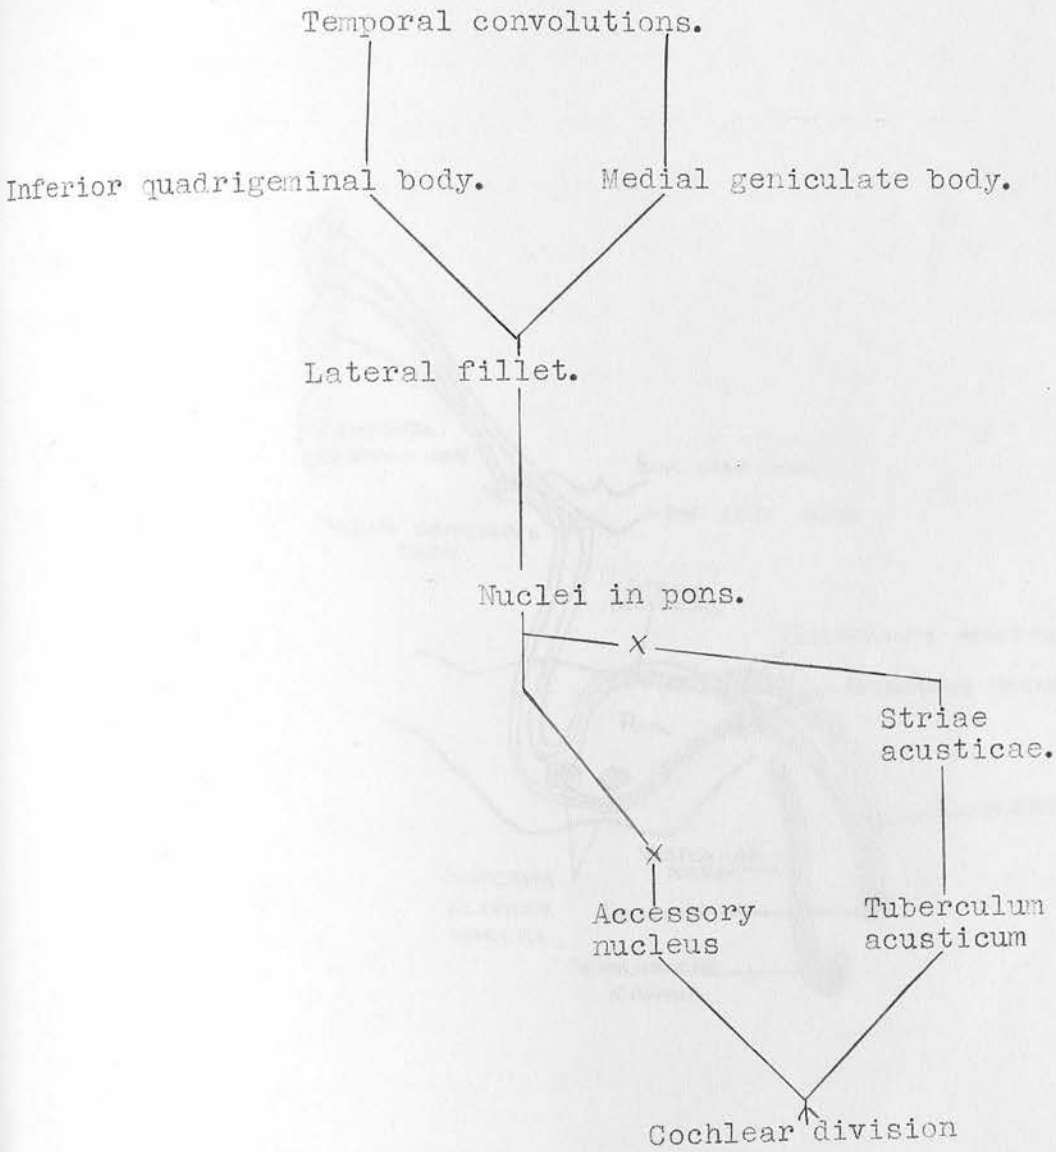 Temporal convolutions.
Inferior quadrigeminal body.
Medial geniculate body.
Lateral fillet.
Nuclei in pons.
X
Striae
acusticae.
X
Accessory
nucleus
Tuberculum
acusticum
Cochlear division